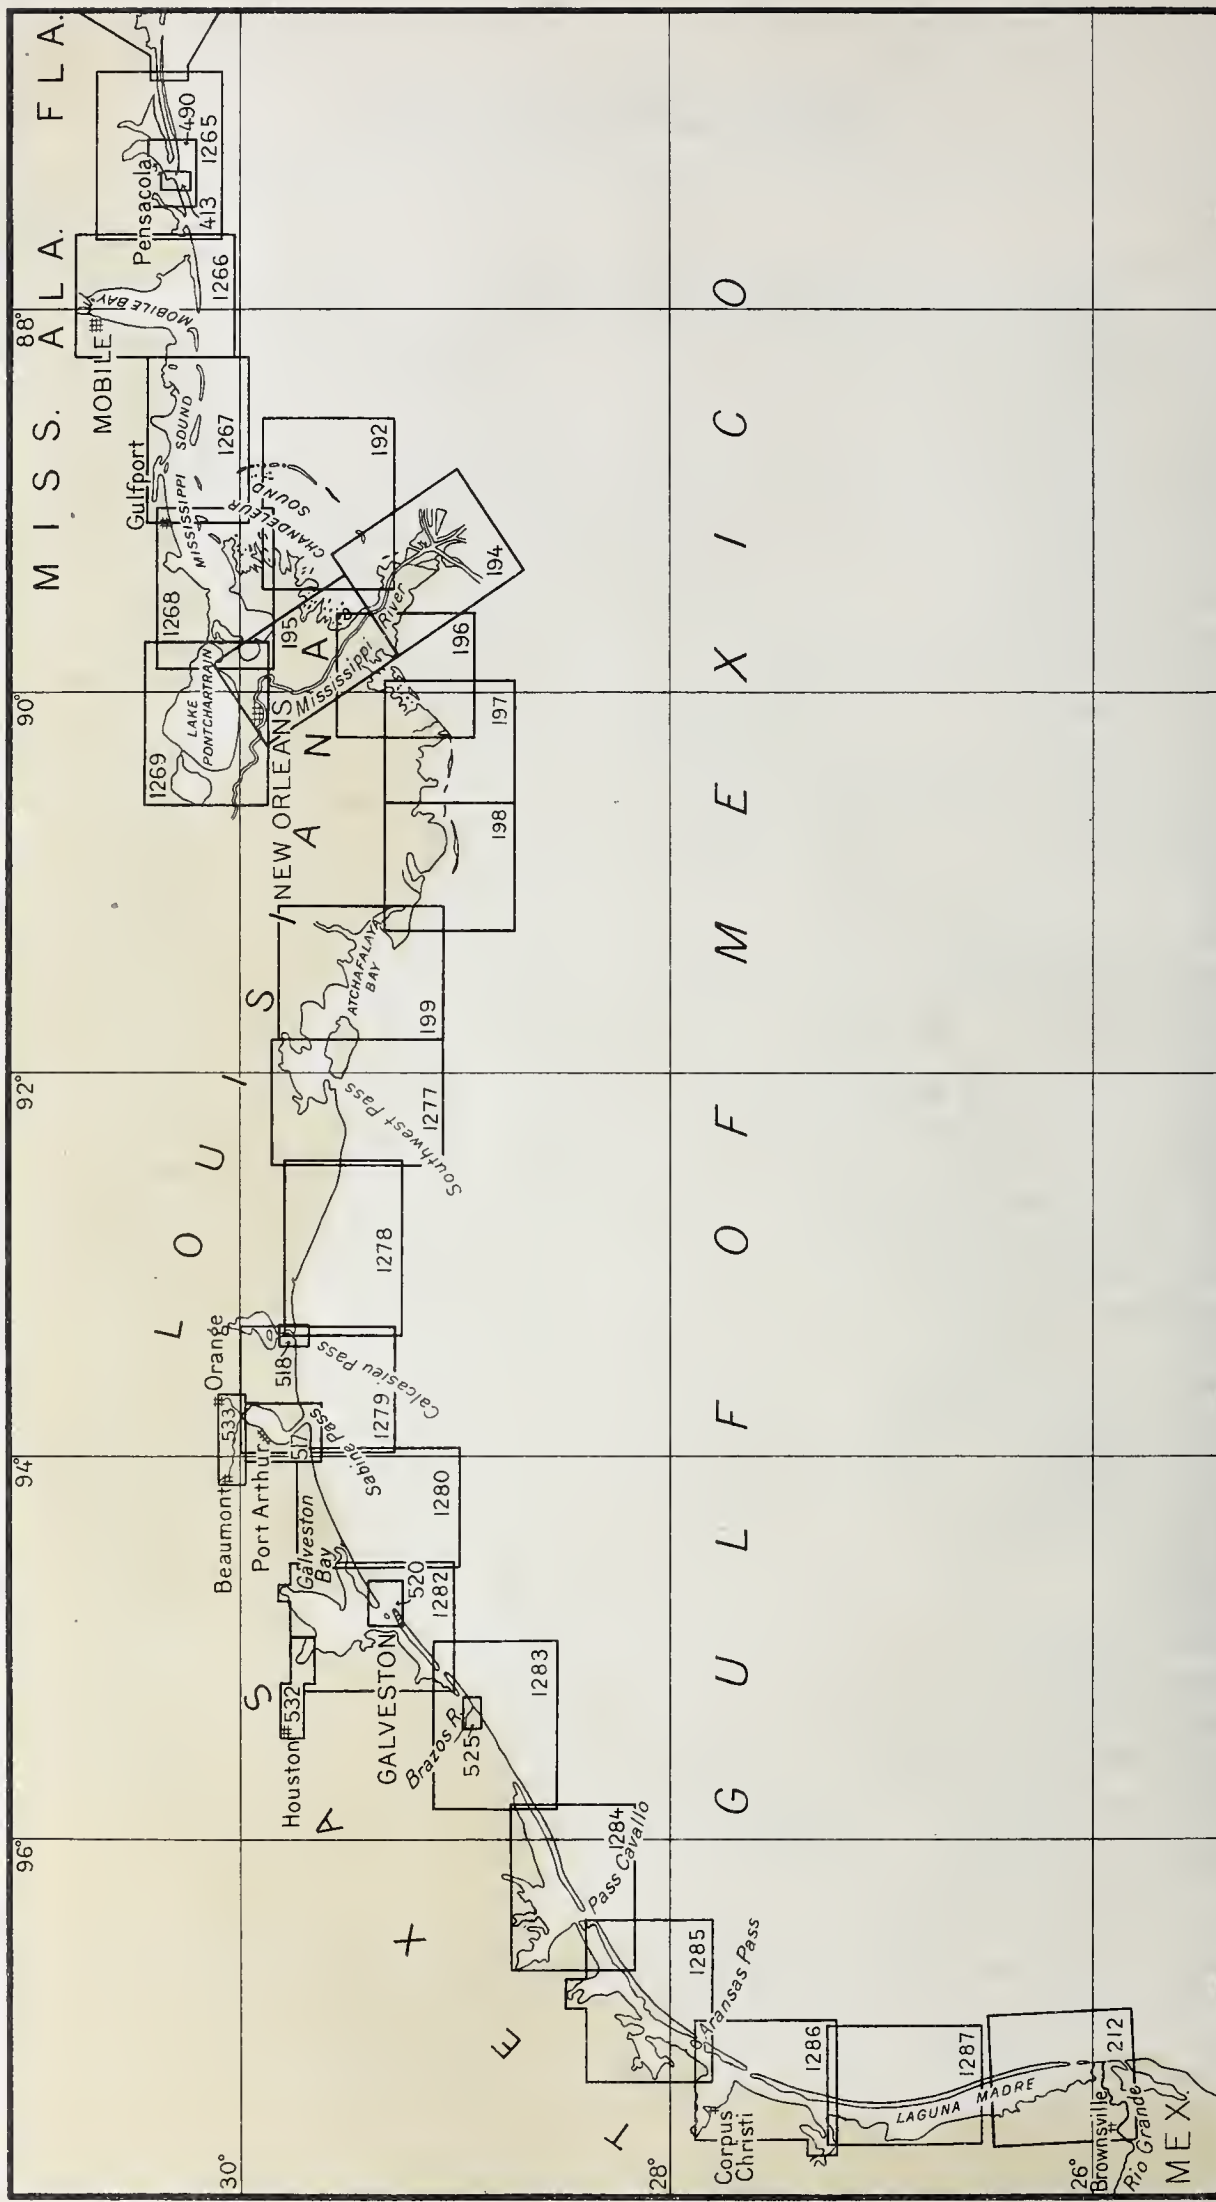 MISS.
ALA.
FLA.
88°
90°
92°
94°
96°
30°
28°
26°
LOUISIANA
TEXAS
MEX.
GULF OF MEXICO
Pensacola
490
1265
413
1266
MOBILE BAY
MOBILE
Gulfport
MISSISSIPPI SOUND
1267
192
CHANDELEUR
SOUND
1268
195
194
196
Mississippi River
197
198
1269
LAKE
PONTCHARTRAIN
NEW ORLEANS
ATCHAFALAYA
BAY
199
1277
Southwest Pass
1278
Orange
518
Calcasieu Pass
1279
533
Beaumont
Port Arthur
517
Sabine Pass
1280
Galveston
Bay
520
1282
Houston
532
GALVESTON
1283
Brazos R.
525
1284
Pass Cavallo
1285
Aransas Pass
Corpus
Christi
1286
1287
LAGUNA MADRE
212
Brownsville
Rio Grande